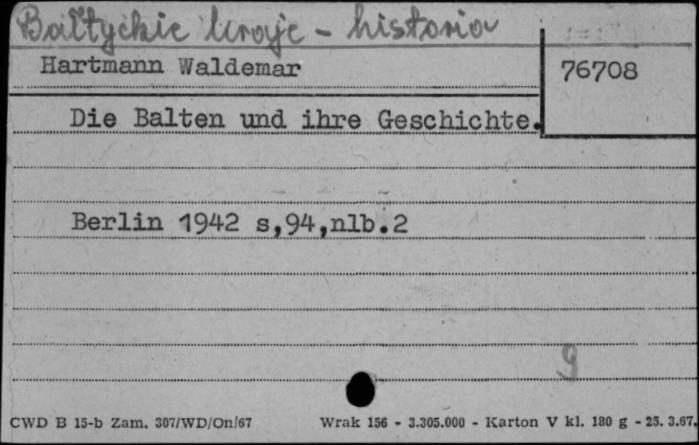 Bałtyckie kraje - historia
Hartmann Waldemar
76708
Die Balten und ihre Geschichte.
Berlin 1942 s,94,nlb.2
9
CWD B 15-b Zam. 307/WD/On/67 Wrak 156 - 3.305.000 - Karton V kl. 180 g - 25. 3.67.